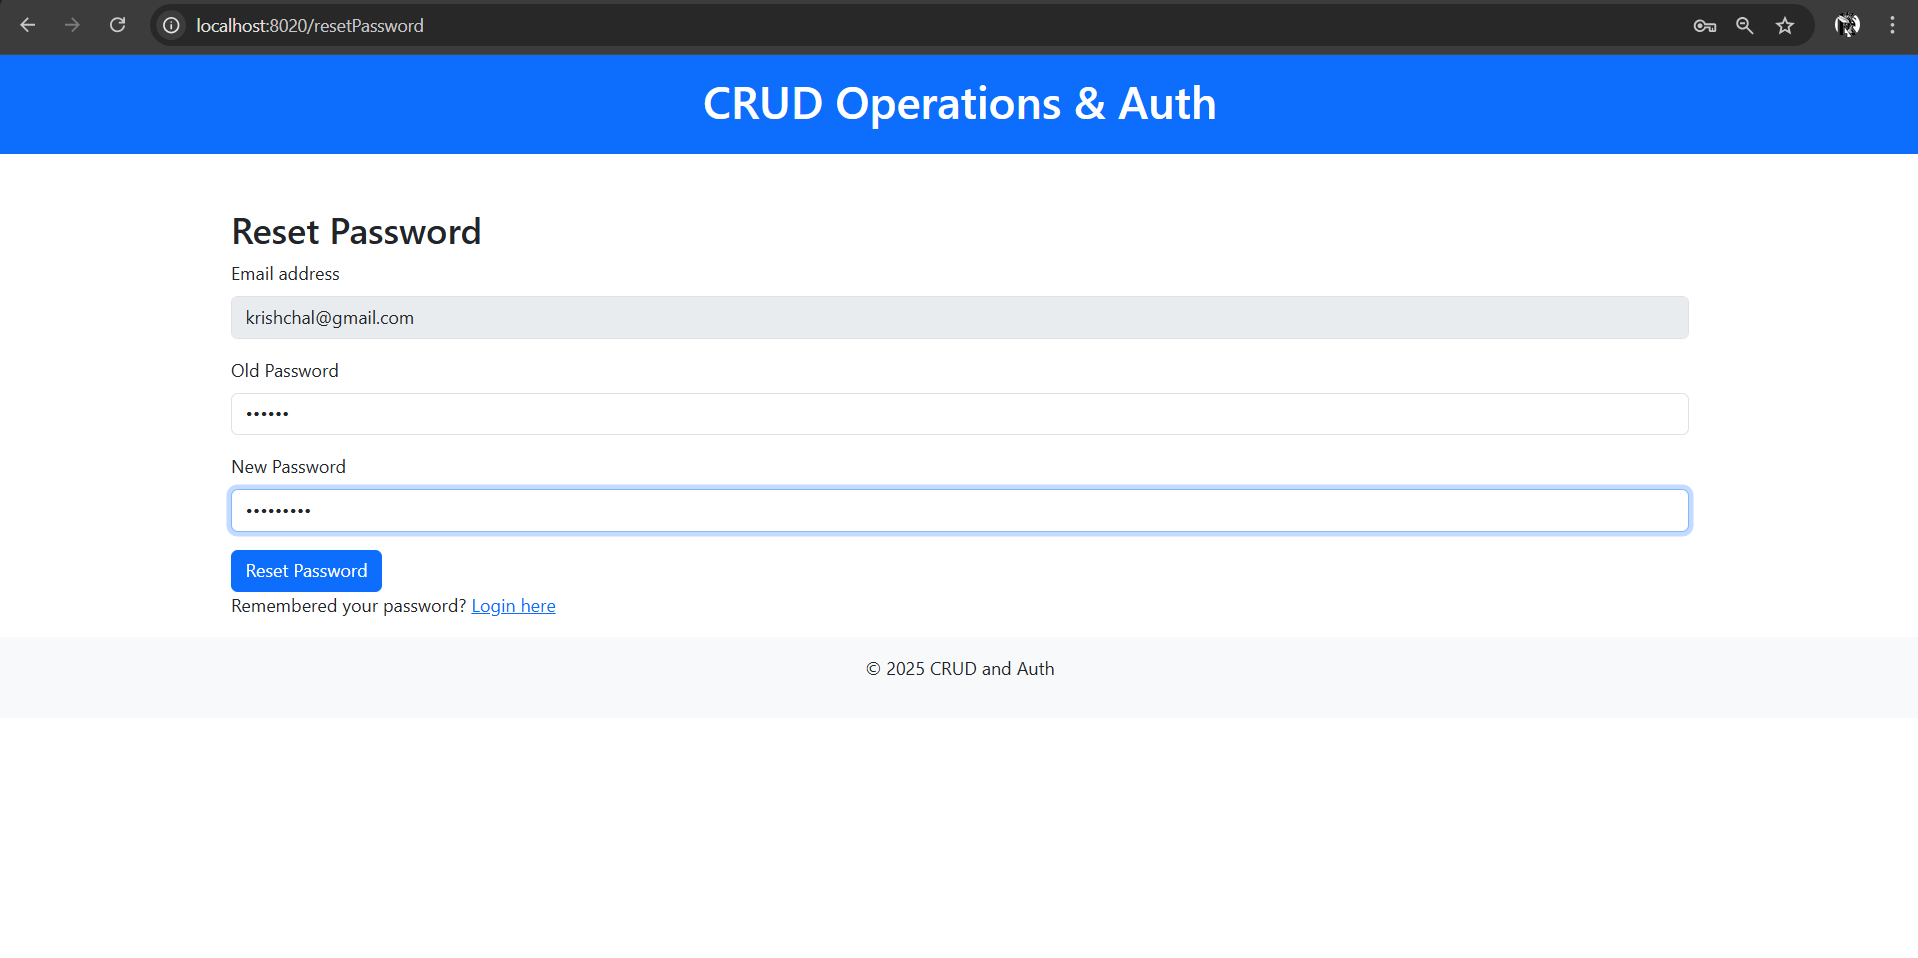 localhost:8020/resetPassword
CRUD Operations & Auth
Reset Password
Email address
krishchal@gmail.com
Old Password
••••••
New Password
•••••••••
Reset Password
Remembered your password? Login here
© 2025 CRUD and Auth